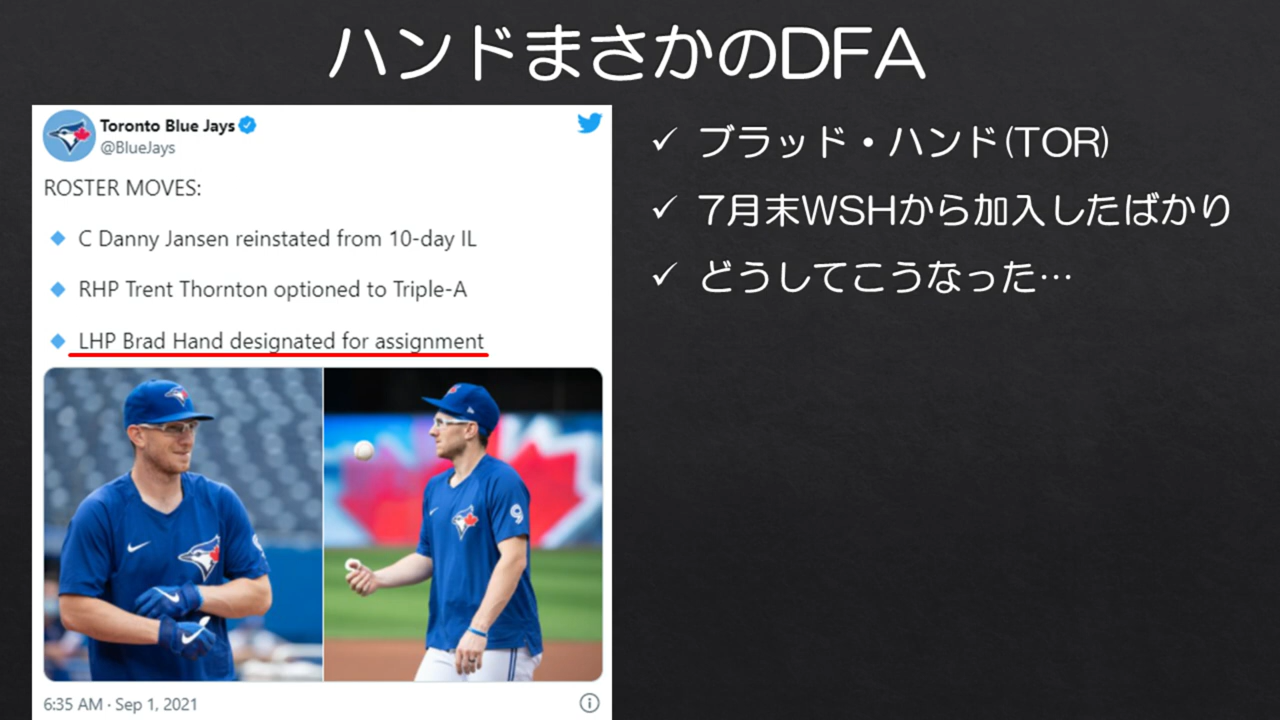 ハンドまさかのDFA
Toronto Blue Jays
@BlueJays
ROSTER MOVES:
C Danny Jansen reinstated from 10-day IL
RHP Trent Thornton optioned to Triple-A
LHP Brad Hand designated for assignment
6:35 AM · Sep 1, 2021
✓ ブラッド・ハンド(TOR)
✓ 7月末WSHから加入したばかり
✓ どうしてこうなった…